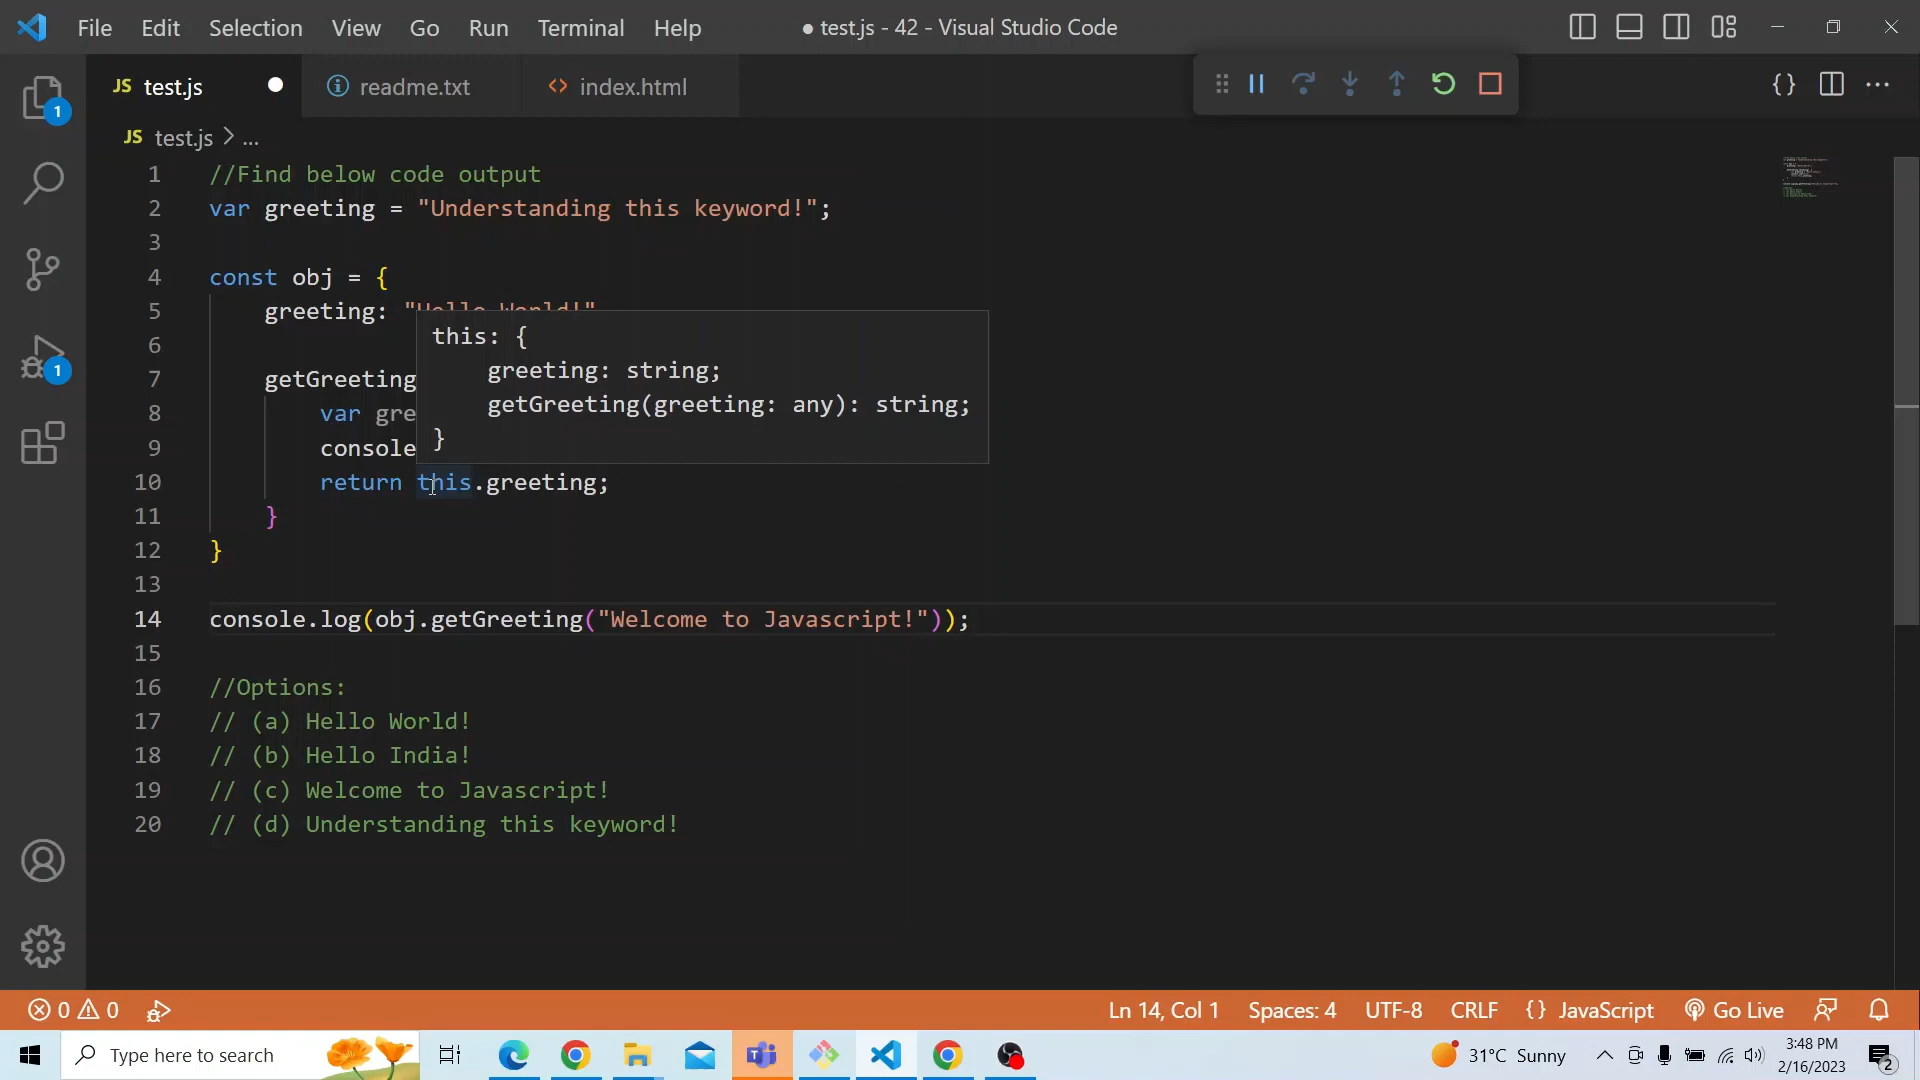 File Edit Selection View Go Run Terminal Help ● test.js - 42 - Visual Studio Code
JS test.js ● readme.txt <> index.html
JS test.js > ...
1 //Find below code output
2 var greeting = "Understanding this keyword!";
3
4 const obj = {
5 greeting: "Hello World!"
6
7 getGreeting
8 var gre
9 console
10 return this.greeting;
11 }
12 }
13
14 console.log(obj.getGreeting("Welcome to Javascript!"));
15
16 //Options:
17 // (a) Hello World!
18 // (b) Hello India!
19 // (c) Welcome to Javascript!
20 // (d) Understanding this keyword!
this: {
greeting: string;
getGreeting(greeting: any): string;
}
1
1
0 0 Ln 14, Col 1 Spaces: 4 UTF-8 CRLF {} JavaScript Go Live
Type here to search 31°C Sunny 3:48 PM
2/16/2023 2